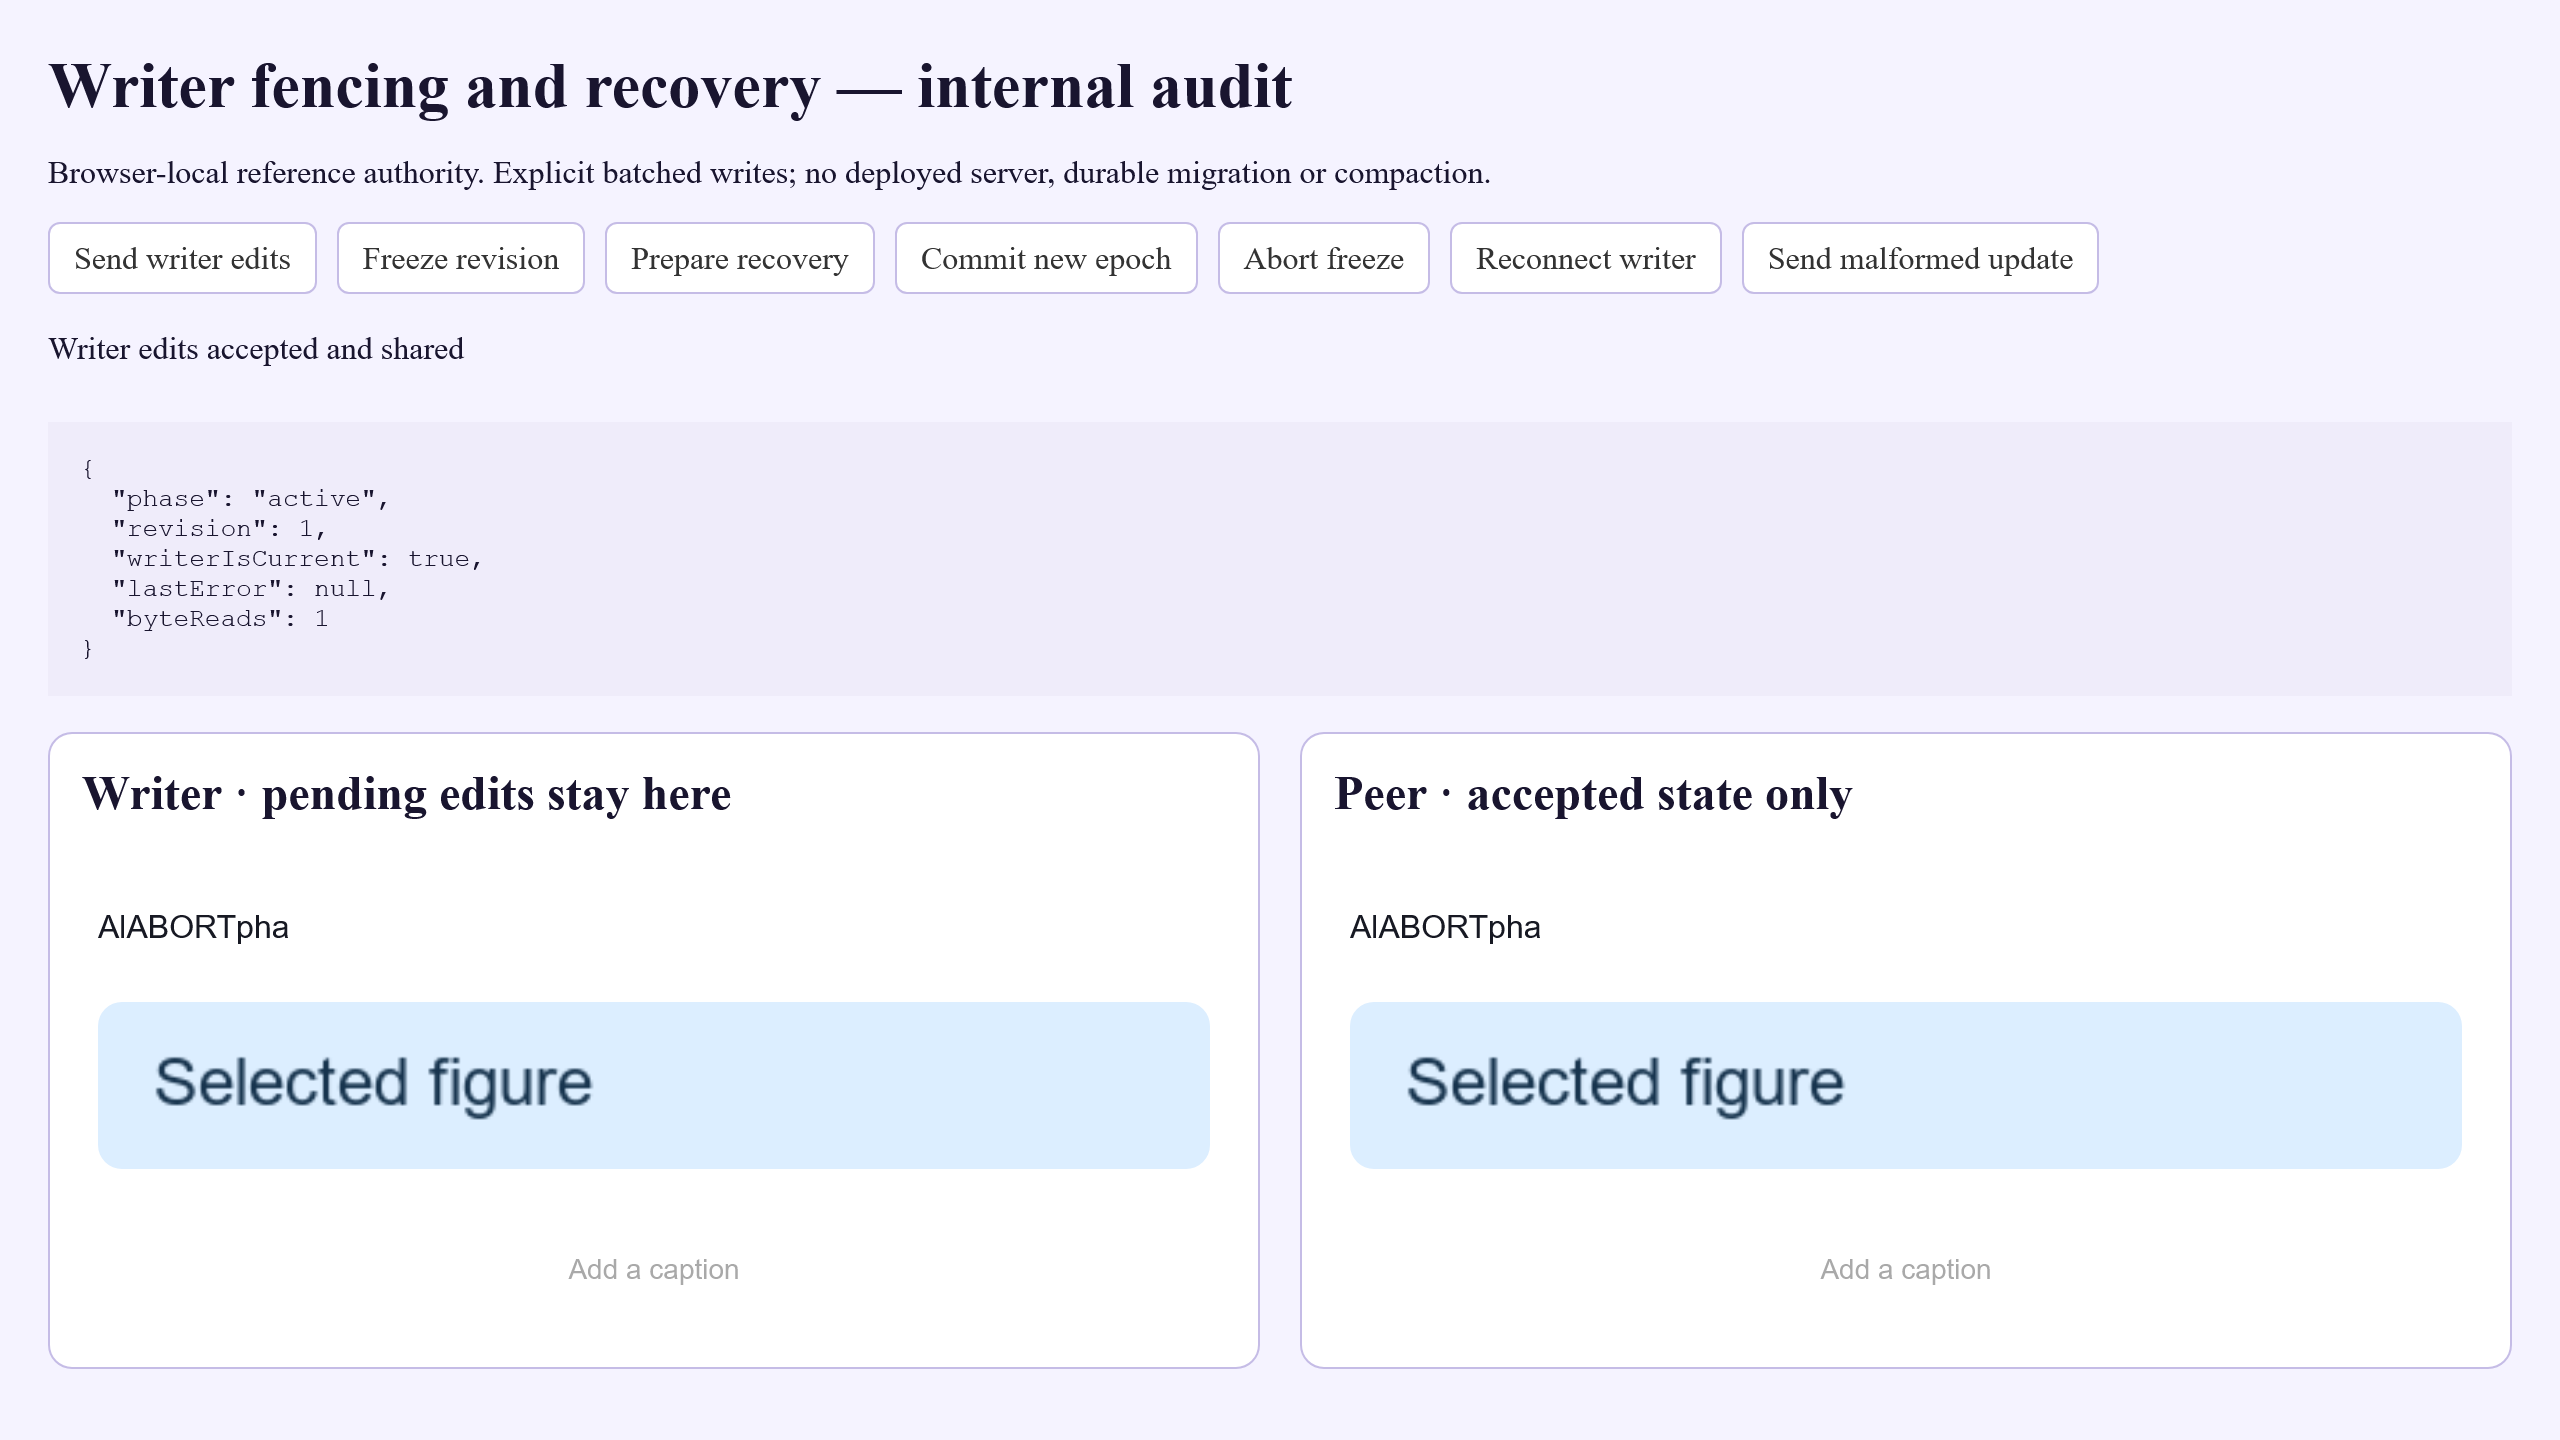 Writer fencing and recovery — internal audit
Browser-local reference authority. Explicit batched writes; no deployed server, durable migration or compaction.
Send writer edits
Freeze revision
Prepare recovery
Commit new epoch
Abort freeze
Reconnect writer
Send malformed update
Writer edits accepted and shared
{
  "phase": "active",
  "revision": 1,
  "writerIsCurrent": true,
  "lastError": null,
  "byteReads": 1
}
Writer · pending edits stay here
AlABORTpha
Selected figure
Add a caption
Peer · accepted state only
AlABORTpha
Selected figure
Add a caption